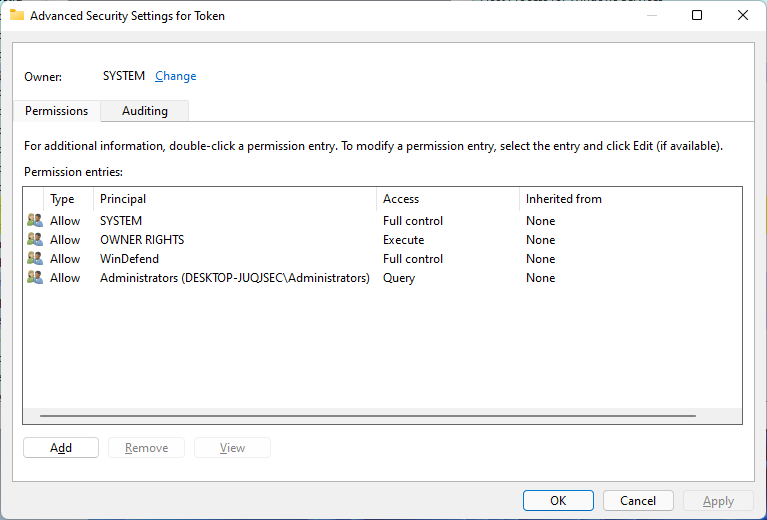 Advanced Security Settings for Token
Owner: SYSTEM Change
Permissions Auditing
For additional information, double-click a permission entry. To modify a permission entry, select the entry and click Edit (if available).
Permission entries:
Type Principal Access Inherited from
Allow SYSTEM Full control None
Allow OWNER RIGHTS Execute None
Allow WinDefend Full control None
Allow Administrators (DESKTOP-JUQJSEC\Administrators) Query None
Add Remove View
OK Cancel Apply